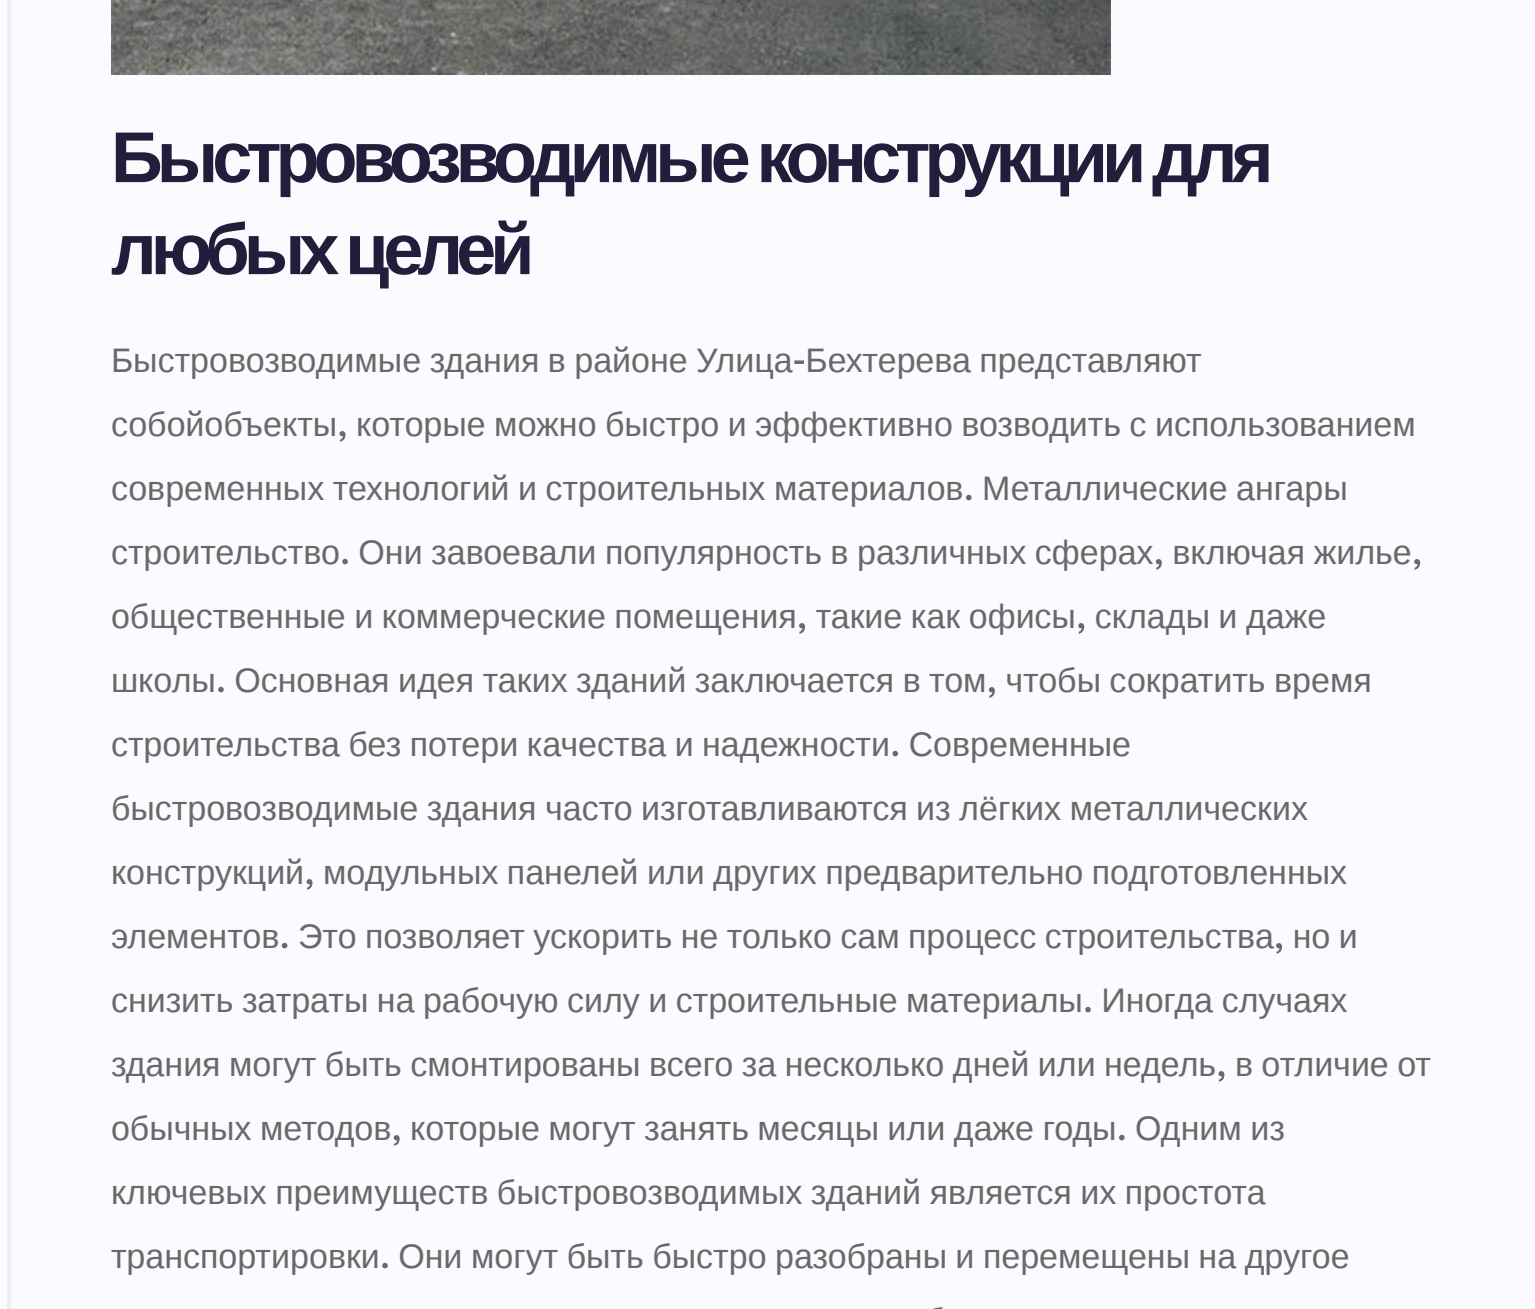 Быстровозводимые конструкции для
любых целей
Быстровозводимые здания в районе Улица-Бехтерева представляют
собойобъекты, которые можно быстро и эффективно возводить с использованием
современных технологий и строительных материалов. Металлические ангары
строительство. Они завоевали популярность в различных сферах, включая жилье,
общественные и коммерческие помещения, такие как офисы, склады и даже
школы. Основная идея таких зданий заключается в том, чтобы сократить время
строительства без потери качества и надежности. Современные
быстровозводимые здания часто изготавливаются из лёгких металлических
конструкций, модульных панелей или других предварительно подготовленных
элементов. Это позволяет ускорить не только сам процесс строительства, но и
снизить затраты на рабочую силу и строительные материалы. Иногда случаях
здания могут быть смонтированы всего за несколько дней или недель, в отличие от
обычных методов, которые могут занять месяцы или даже годы. Одним из
ключевых преимуществ быстровозводимых зданий является их простота
транспортировки. Они могут быть быстро разобраны и перемещены на другое